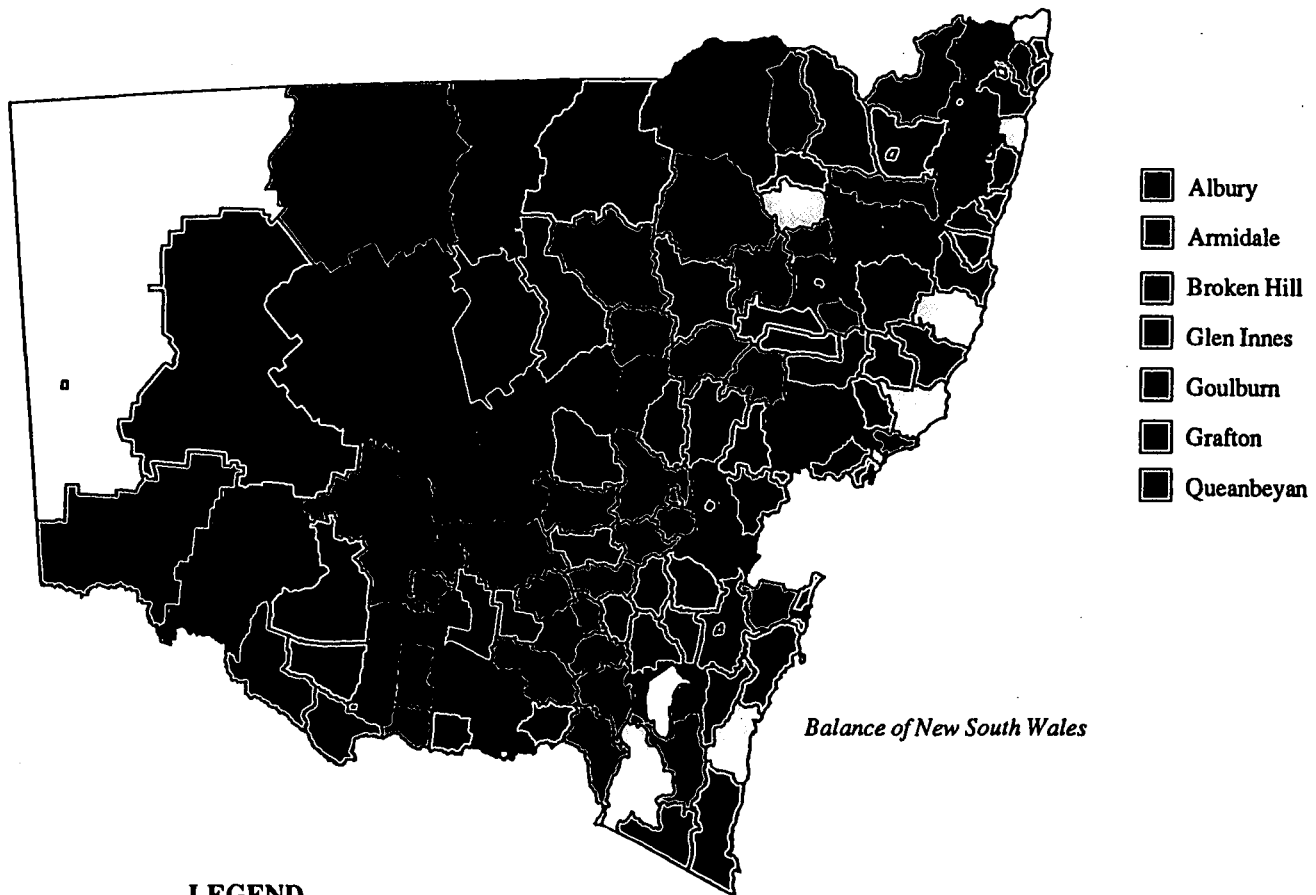 Albury
Armidale
Broken Hill
Glen Innes
Goulburn
Grafton
Queanbeyan
Balance of New South Wales
LEGEND